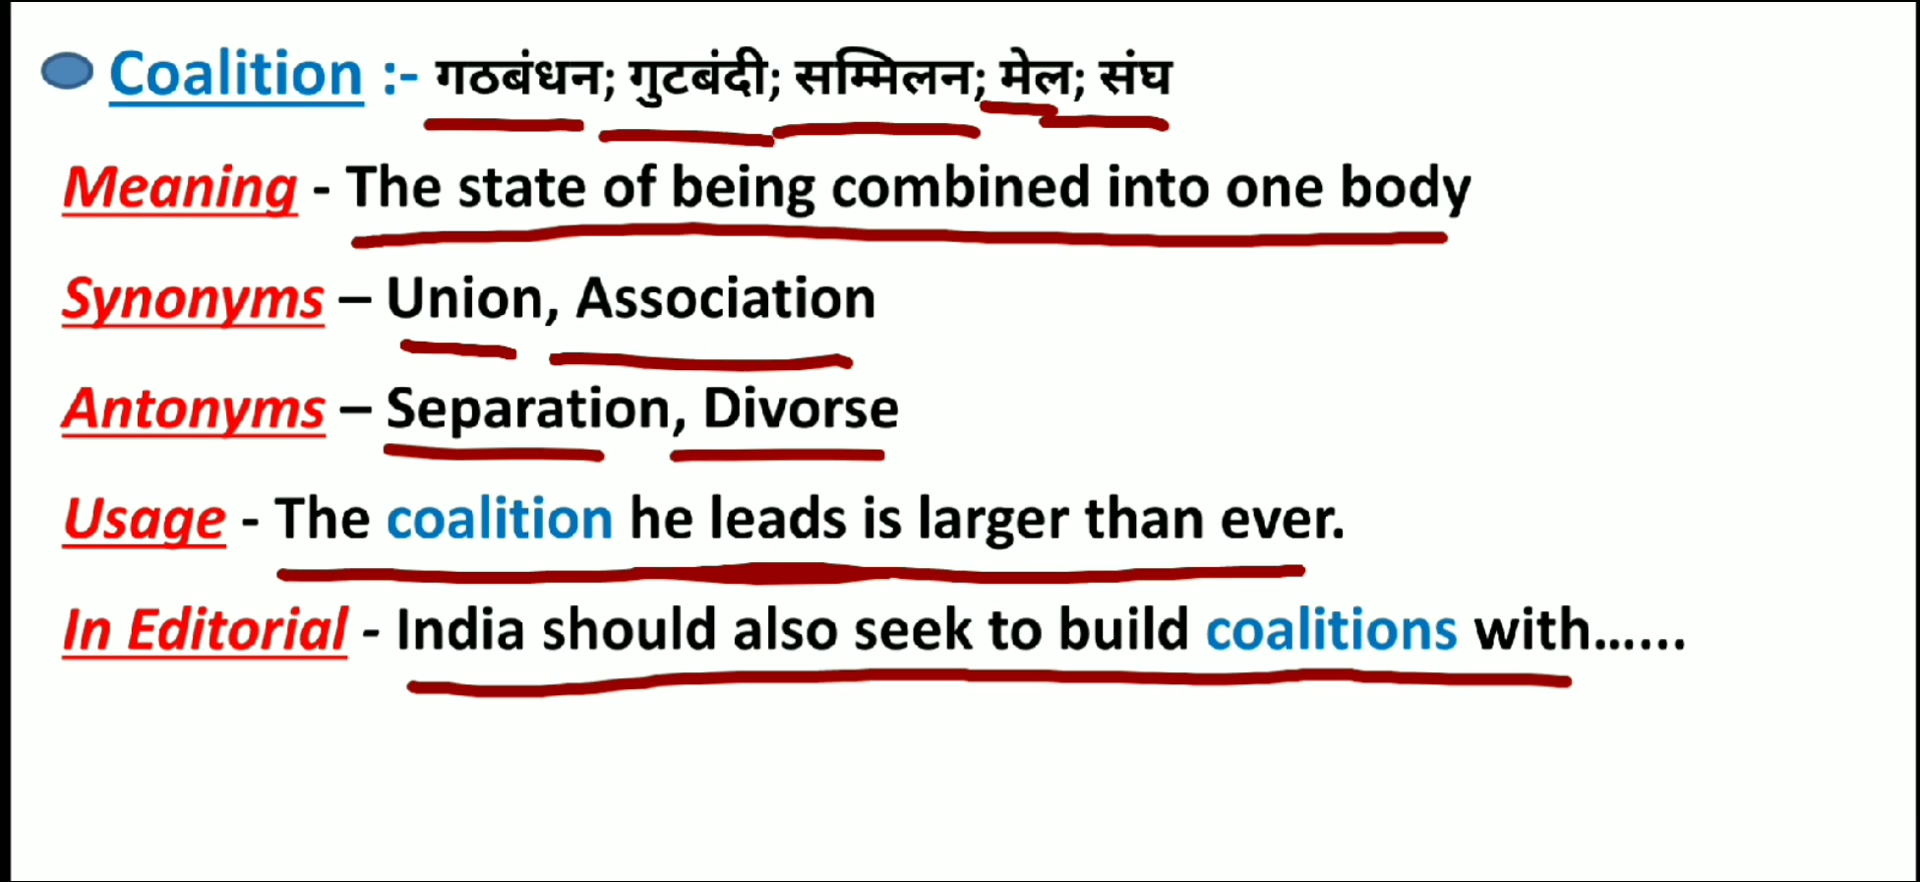 Coalition :- गठबंधन; गुटबंदी; सम्मिलन; मेल; संघ
Meaning - The state of being combined into one body
Synonyms – Union, Association
Antonyms – Separation, Divorse
Usage - The coalition he leads is larger than ever.
In Editorial - India should also seek to build coalitions with......